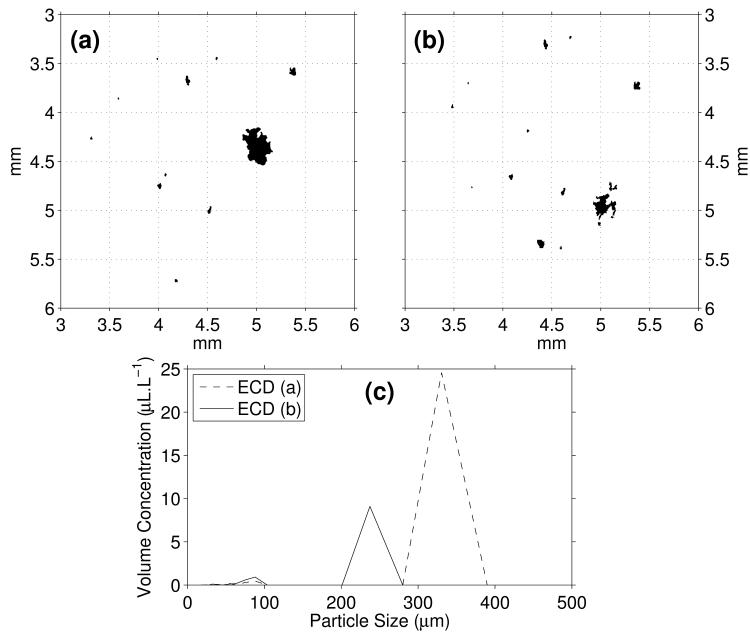 (a)
3
3.5
4
4.5
5
5.5
6
mm
3 3.5 4 4.5 5 5.5 6
mm
(b)
3
3.5
4
4.5
5
5.5
6
mm
3 3.5 4 4.5 5 5.5 6
mm
(c)
ECD (a)
ECD (b)
25
20
15
10
5
0
Volume Concentration (μL.L⁻¹)
0 100 200 300 400 500
Particle Size (μm)